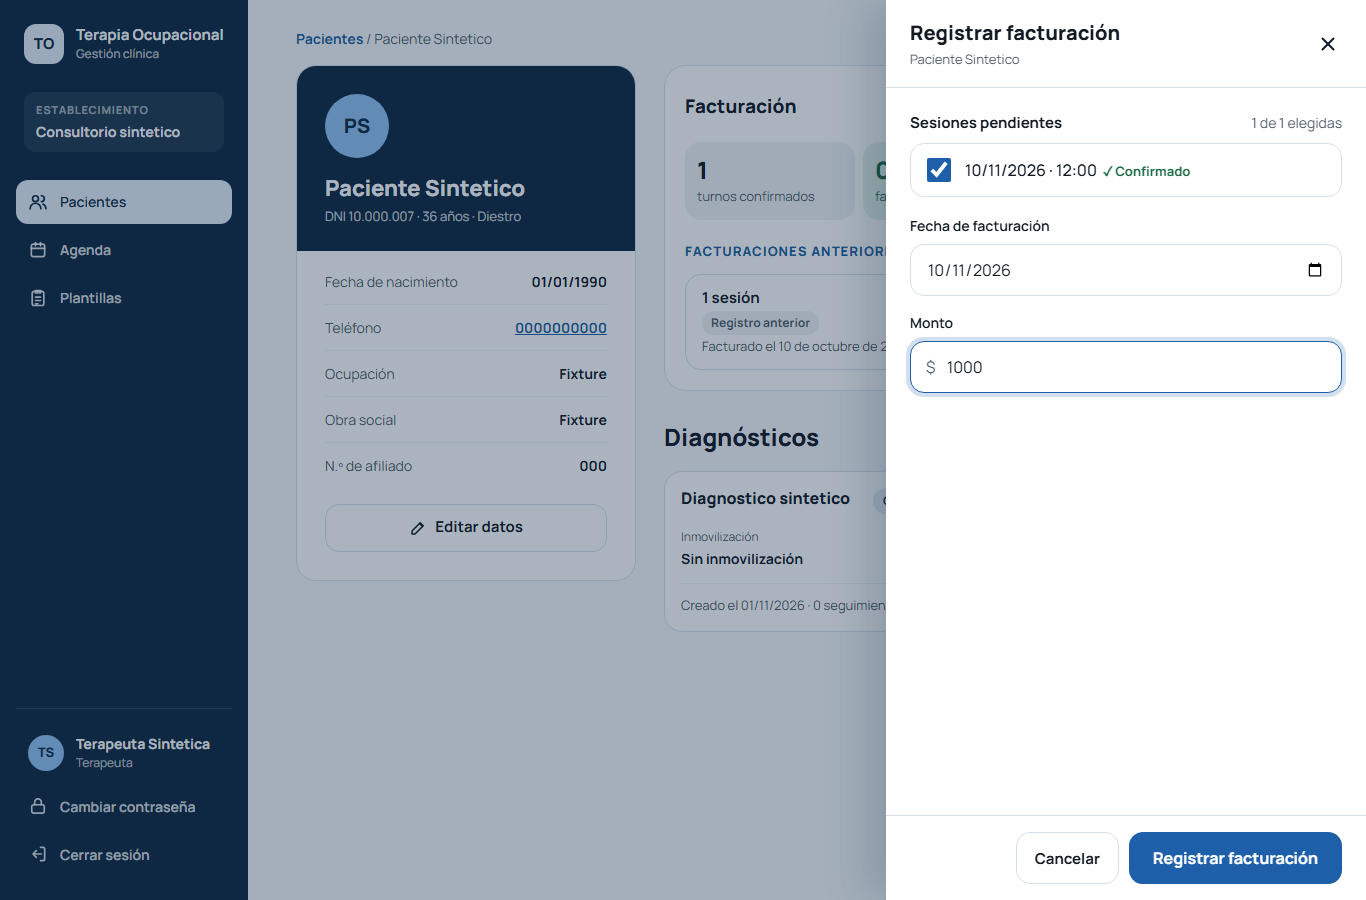 TO
Terapia Ocupacional
Gestión clínica
ESTABLECIMIENTO
Consultorio sintetico
Pacientes
Agenda
Plantillas
TS
Terapeuta Sintetica
Terapeuta
Cambiar contraseña
Cerrar sesión
Pacientes / Paciente Sintetico
PS
Paciente Sintetico
DNI 10.000.007 · 36 años · Diestro
Fecha de nacimiento 01/01/1990
Teléfono 0000000000
Ocupación Fixture
Obra social Fixture
N.º de afiliado 000
Editar datos
Facturación
1
turnos confirmados
FACTURACIONES
1 sesión
Registro anterior
Facturado el 10 de octubre de
Diagnósticos
Diagnostico sintetico
Inmovilización
Sin inmovilización
Creado el 01/11/2026 · 0
Registrar facturación
Paciente Sintetico
Sesiones pendientes 1 de 1 elegidas
10/11/2026 · 12:00 ✓ Confirmado
Fecha de facturación
10/11/2026
Monto
$ 1000
Cancelar
Registrar facturación